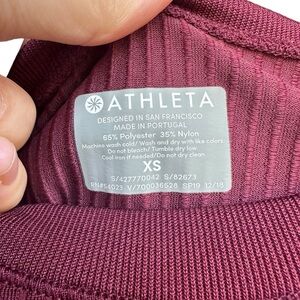 ATHLETA
DESIGNED IN SAN FRANCISCO
MADE IN PORTUGAL
65% Polyester 35% Nylon
Machine wash cold/ Wash and dry with like colors
Do not bleach/ Tumble dry low
Cool iron if needed/Do not dry clean
XS
S/427770042 S/82673
RN#54023 V/700036528 SP19 12/18